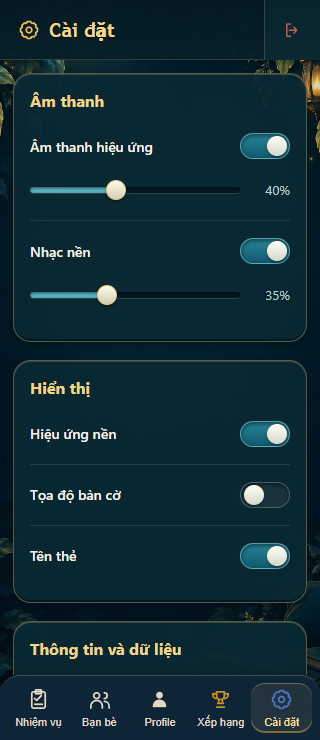 Cài đặt
Âm thanh
Âm thanh hiệu ứng
40%
Nhạc nền
35%
Hiển thị
Hiệu ứng nền
Tọa độ bàn cờ
Tên thẻ
Thông tin và dữ liệu
Nhiệm vụ Bạn bè Profile Xếp hạng Cài đặt